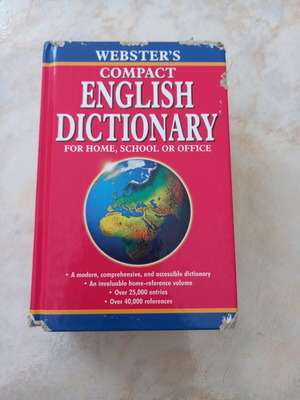 WEBSTER'S
COMPACT
ENGLISH
DICTIONARY
FOR HOME, SCHOOL OR OFFICE
• A modern, comprehensive, and accessible dictionary
• An invaluable home-reference volume
• Over 25,000 entries
• Over 40,000 references